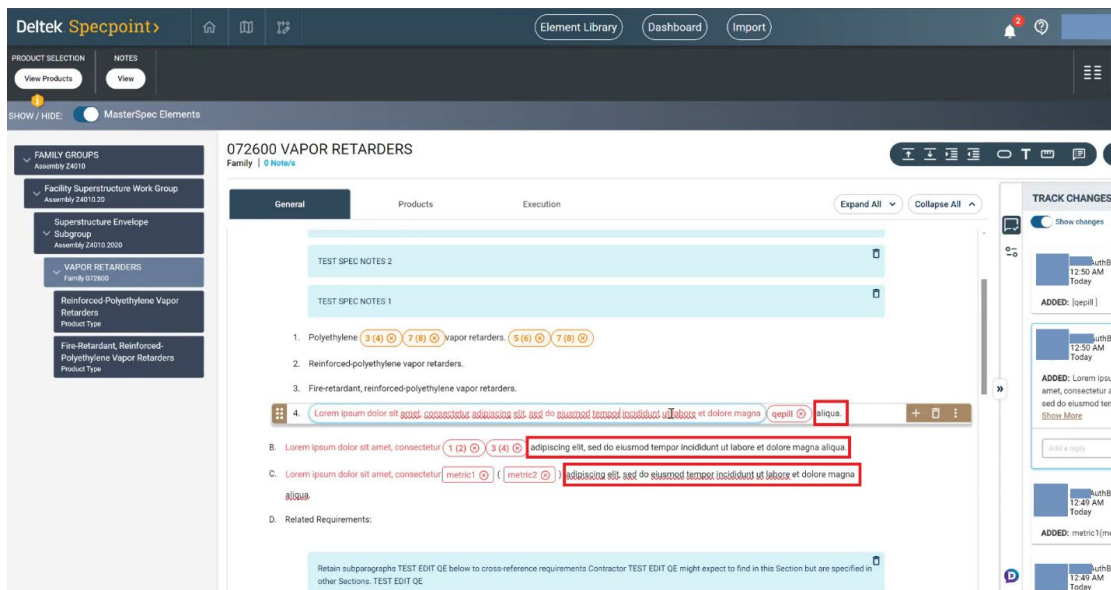 Deltek Specpoint>
Element Library
Dashboard
Import
2
PRODUCT SELECTION
NOTES
View Products
View
SHOW / HIDE:
MasterSpec Elements
FAMILY GROUPS
Assembly Z4010
Facility Superstructure Work Group
Assembly Z4010.20
Superstructure Envelope
Subgroup
Assembly Z4010.2020
VAPOR RETARDERS
Family 072600
Reinforced-Polyethylene Vapor
Retarders
Product Type
Fire-Retardant, Reinforced-
Polyethylene Vapor Retarders
Product Type
072600 VAPOR RETARDERS
Family | 0 Note/s
General
Products
Execution
Expand All
Collapse All
TEST SPEC NOTES 2
TEST SPEC NOTES 1
1. Polyethylene 3 (4) 7 (8) vapor retarders. 5 (6) 7 (8)
2. Reinforced-polyethylene vapor retarders.
3. Fire-retardant, reinforced-polyethylene vapor retarders.
4. Lorem ipsum dolor sit amet, consectetur adipiscing elit, sed do eiusmod tempor incididunt ut labore et dolore magna qepill aliqua.
B. Lorem ipsum dolor sit amet, consectetur 1 (2) 3 (4) adipiscing elit, sed do eiusmod tempor incididunt ut labore et dolore magna aliqua.
C. Lorem ipsum dolor sit amet, consectetur metric1 ( metric2 ) adipiscing elit, sed do eiusmod tempor incididunt ut labore et dolore magna
aliqua.
D. Related Requirements:
Retain subparagraphs TEST EDIT QE below to cross-reference requirements Contractor TEST EDIT QE might expect to find in this Section but are specified in
other Sections. TEST EDIT QE
TRACK CHANGES
Show changes
AuthB
12:50 AM
Today
ADDED: [qepill ]
AuthB
12:50 AM
Today
ADDED: Lorem ipsu
amet, consectetur a
sed do eiusmod ten
Show More
Add a reply
AuthB
12:49 AM
Today
ADDED: metric1(me
AuthB
12:49 AM
Today